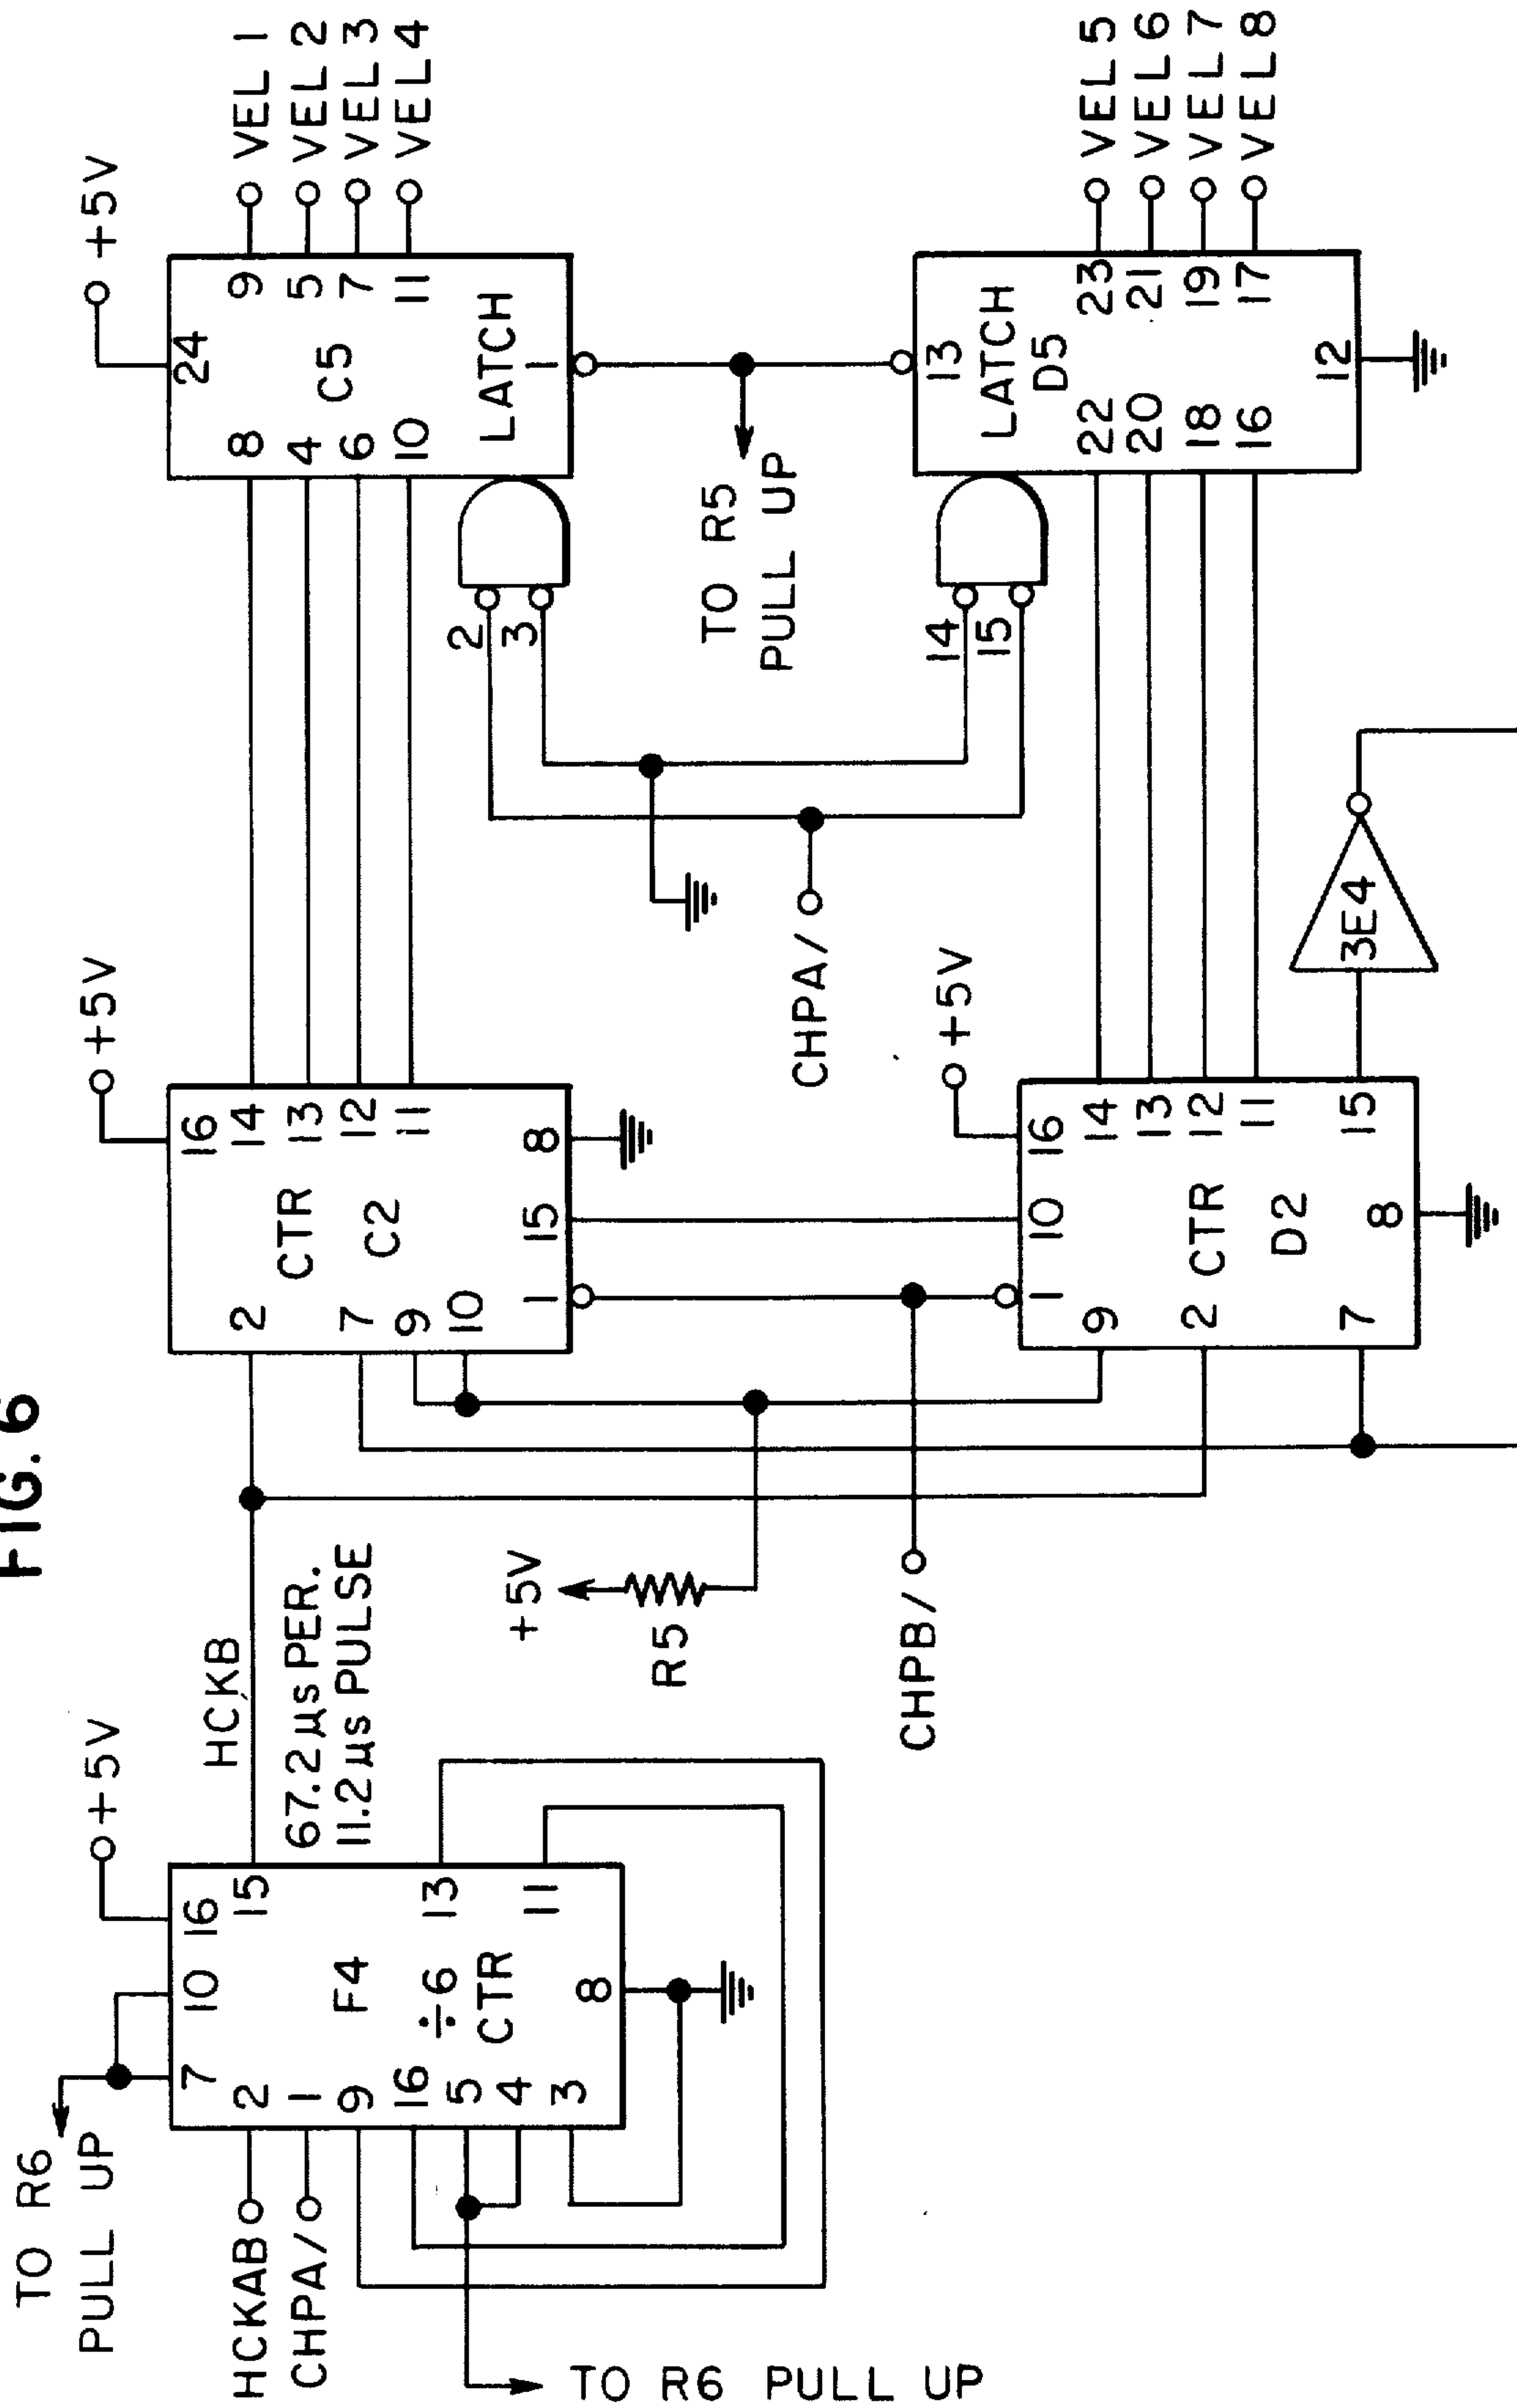 FIG. 6
TO R6
PULL UP
HCKAB
CHPA/
7
10
16
+5V
2
1
9
16
5
4
3
F4
÷6
CTR
8
15
13
11
TO R6 PULL UP
HCKB
67.2 µs PER.
11.2 µs PULSE
+5V
R5
CHPB/
2
7
9
10
1
CTR
C2
15
8
16
14
13
12
11
+5V
9
2
7
1
10
16
CTR
D2
8
14
13
12
11
15
+5V
3E4
CHPA/
2
3
14
15
TO R5
PULL UP
8
4
6
10
24
C5
LATCH
1
9
5
7
11
+5V
VEL 1
VEL 2
VEL 3
VEL 4
13
LATCH
D5
22
20
18
16
12
23
21
19
17
VEL 5
VEL 6
VEL 7
VEL 8